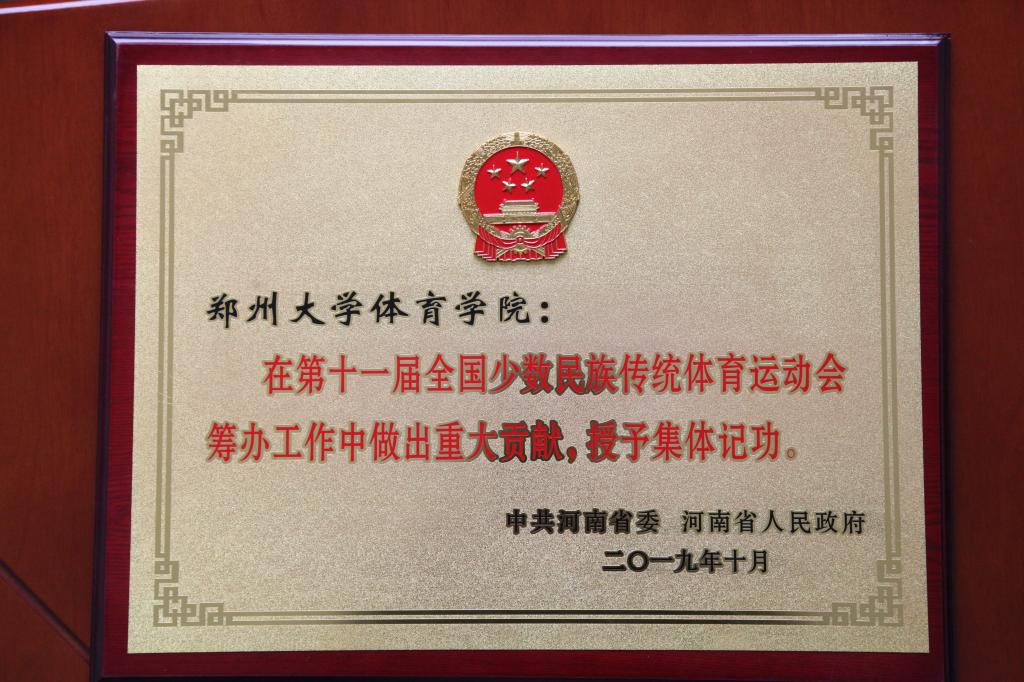 郑州大学体育学院：
在第十一届全国少数民族传统体育运动会
筹办工作中做出重大贡献，授予集体记功。
中共河南省委 河南省人民政府
二〇一九年十月